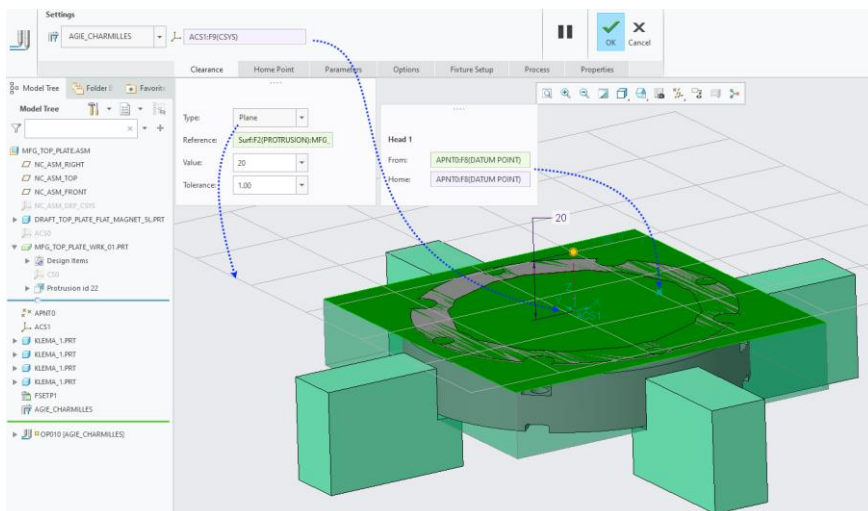 Settings
AGIE_CHARMILLES
ACS1:F9(CSYS)
OK
Cancel
Clearance
Home Point
Parameters
Options
Fixture Setup
Process
Properties
Model Tree
Folder
Favorit
Model Tree
MFG_TOP_PLATE.ASM
NC_ASM_RIGHT
NC_ASM_TOP
NC_ASM_FRONT
NC_ASM_DEF_CSYS
DRAFT_TOP_PLATE_FLAT_MAGNET_SL.PRT
ACS0
MFG_TOP_PLATE_WRK_01.PRT
Design Items
CS0
Protrusion id 22
APNT0
ACS1
KLEMA_1.PRT
KLEMA_1.PRT
KLEMA_1.PRT
KLEMA_1.PRT
FSETP1
AGIE_CHARMILLES
OP010 [AGIE_CHARMILLES]
Type:
Plane
Reference:
Surf:F2(PROTRUSION):MFG_
Value:
20
Tolerance:
1.00
Head 1
From:
APNT0:F8(DATUM POINT)
Home:
APNT0:F8(DATUM POINT)
20
Z
X
ACS1